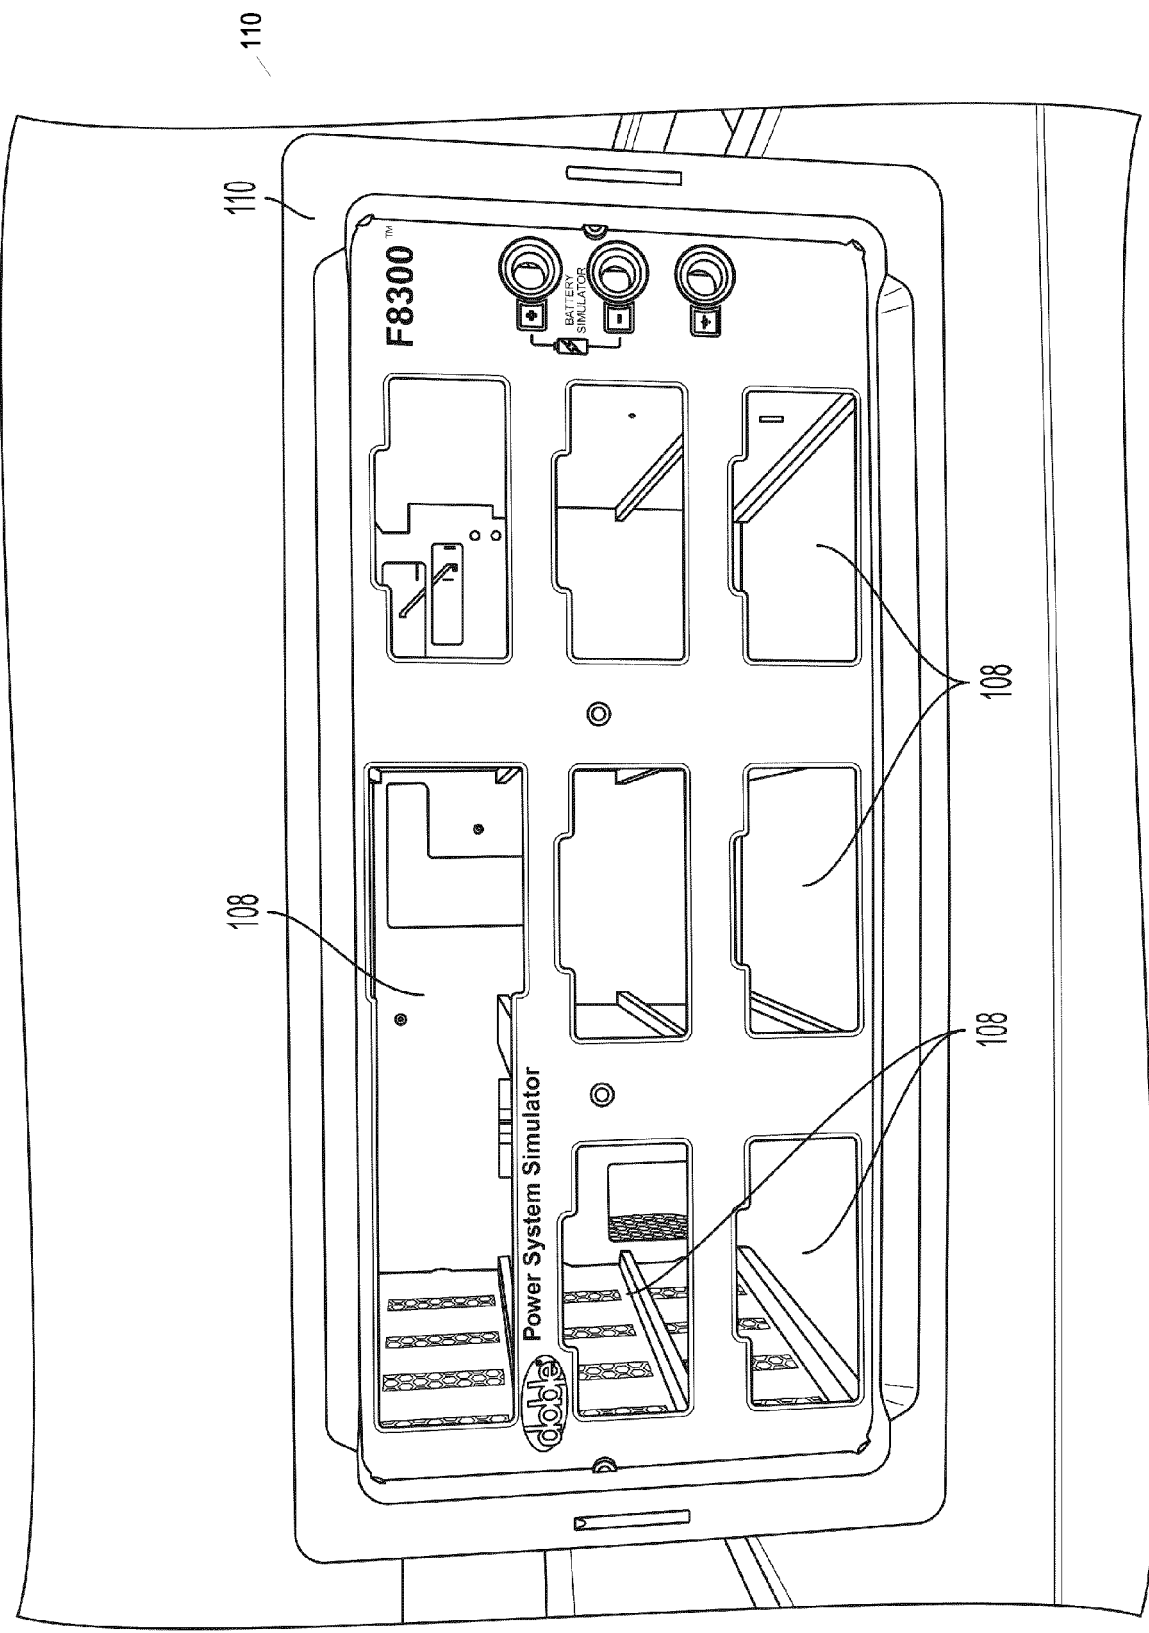 110
110
F8300™
+
BATTERY
SIMULATOR
-
108
108
108
Power System Simulator
doble®